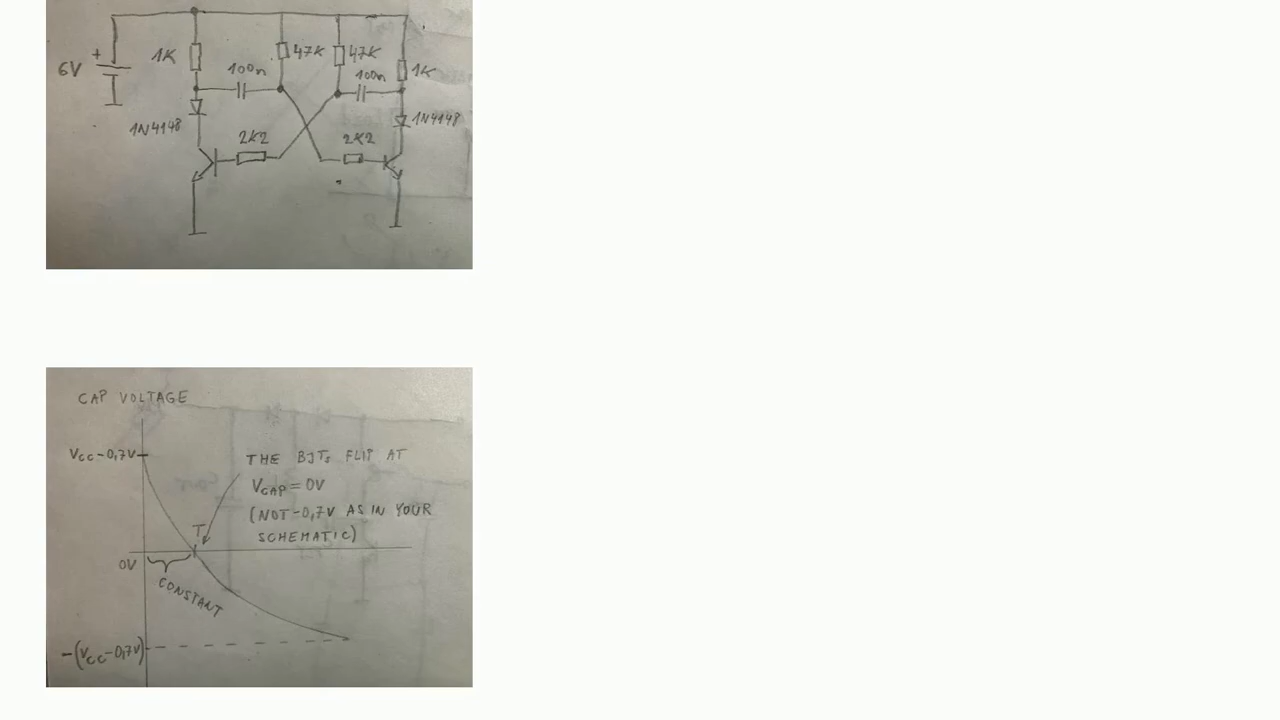 1K
47K
47K
+
6V
100n
100n
1K
1N4148
1N4148
2K2
2K2
CAP VOLTAGE
VCC-0,7V
THE BJTs FLIP AT
VCAP=0V
(NOT-0,7V AS IN YOUR
SCHEMATIC)
T
0V
CONSTANT
-(VCC-0,7V)